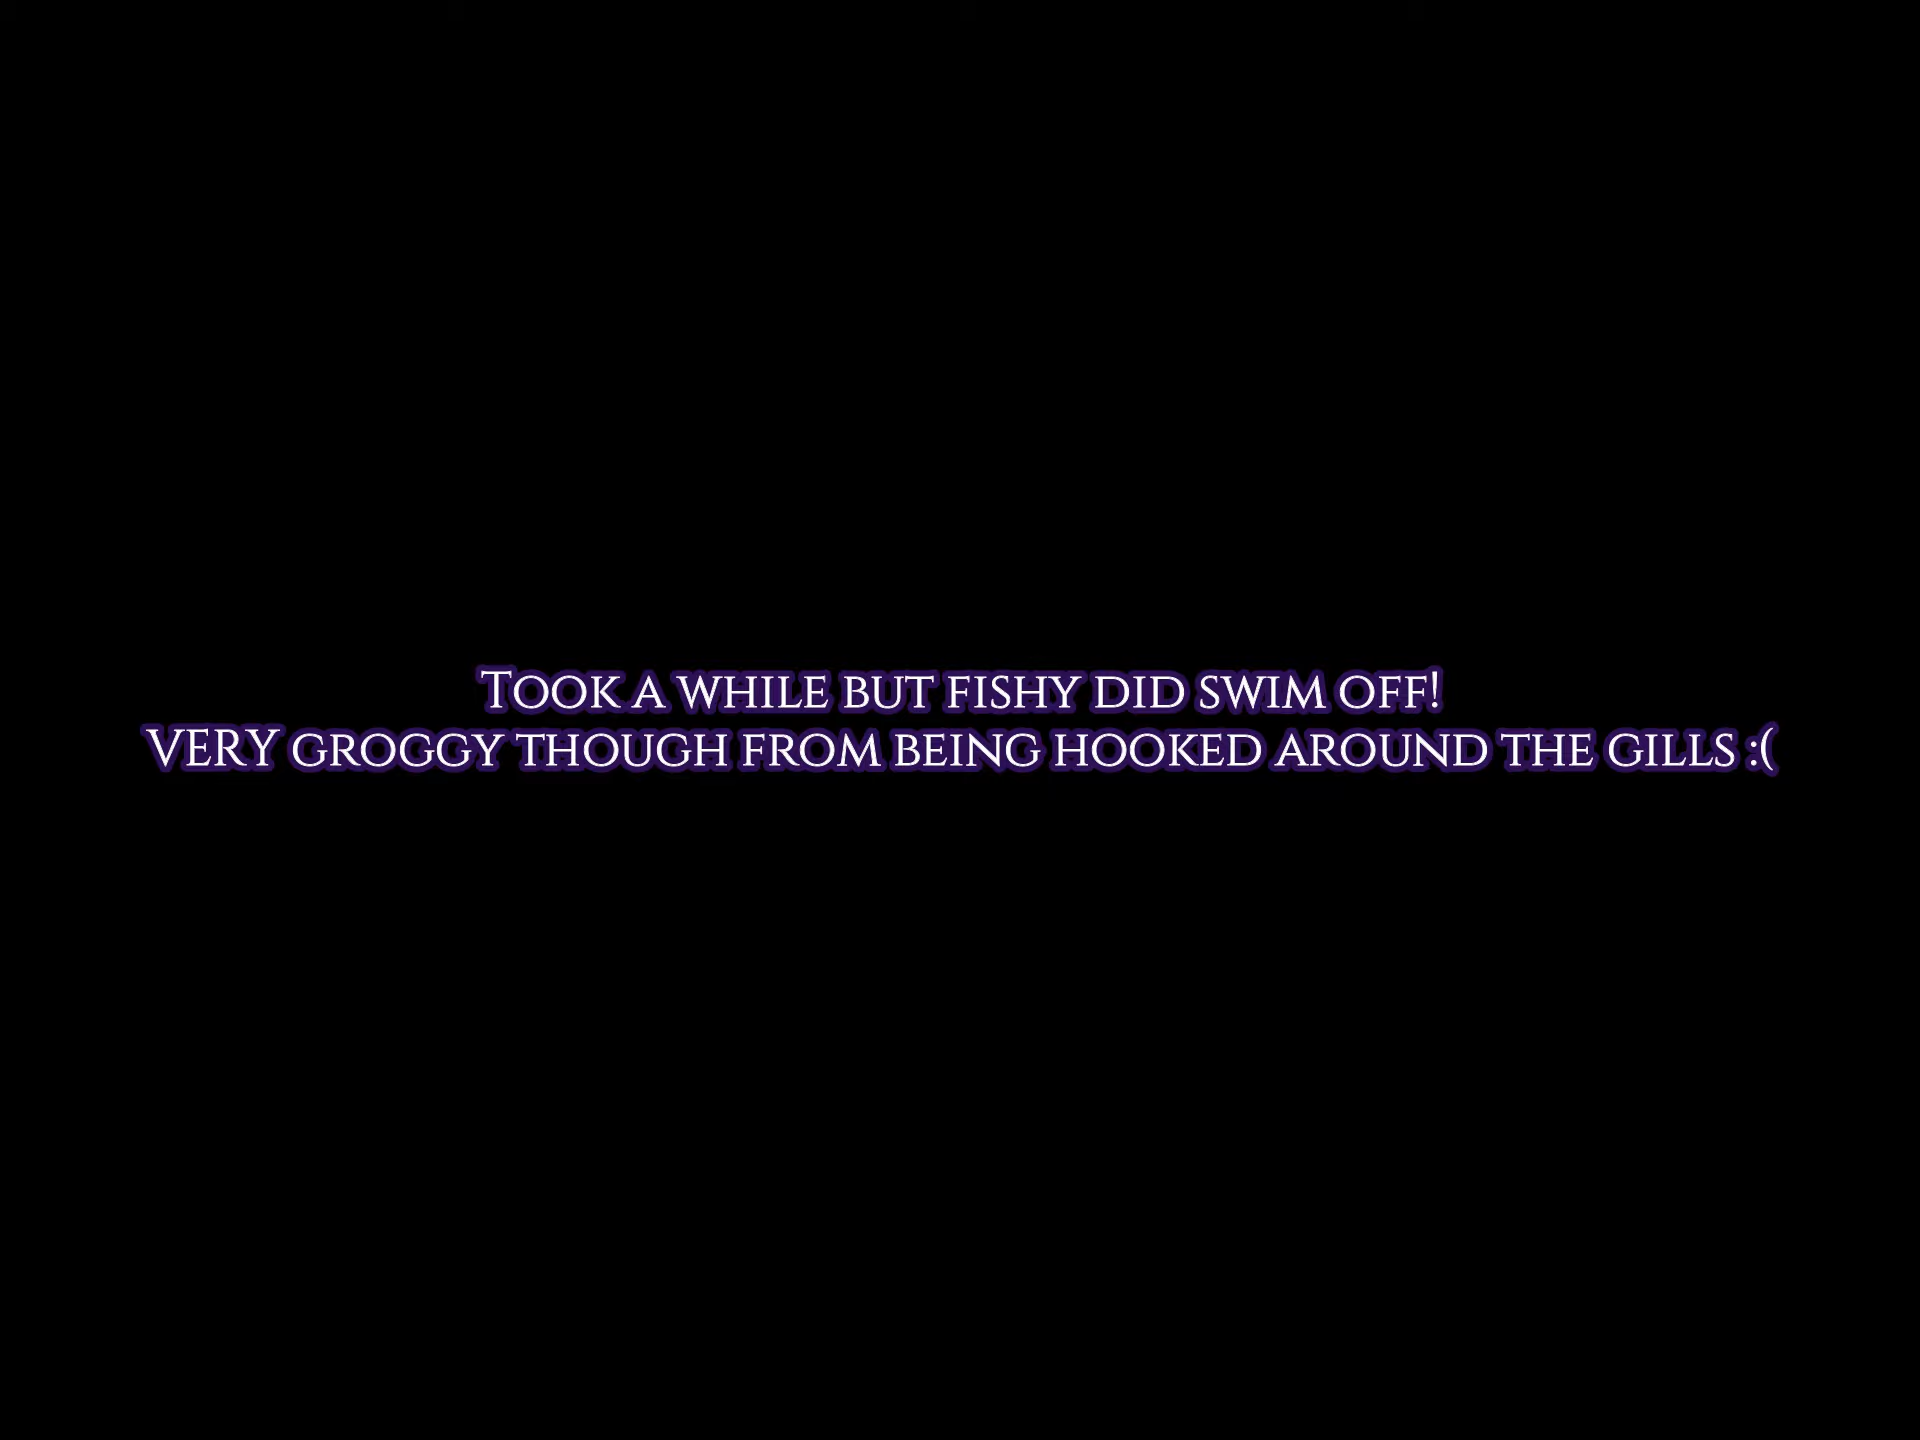 Took a while but fishy did swim off!
VERY groggy though from being hooked around the gills :(